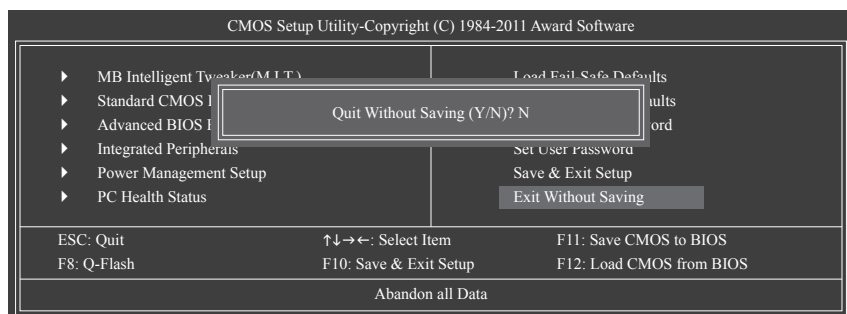 CMOS Setup Utility-Copyright (C) 1984-2011 Award Software
MB Intelligent Tweaker(M.I.T.)
Standard CMOS
Advanced BIOS
Integrated Peripherals
Power Management Setup
PC Health Status
Load Fail-Safe Defaults
Set User Password
Save & Exit Setup
Exit Without Saving
Quit Without Saving (Y/N)? N
ESC: Quit
↑↓→←: Select Item
F11: Save CMOS to BIOS
F8: Q-Flash
F10: Save & Exit Setup
F12: Load CMOS from BIOS
Abandon all Data